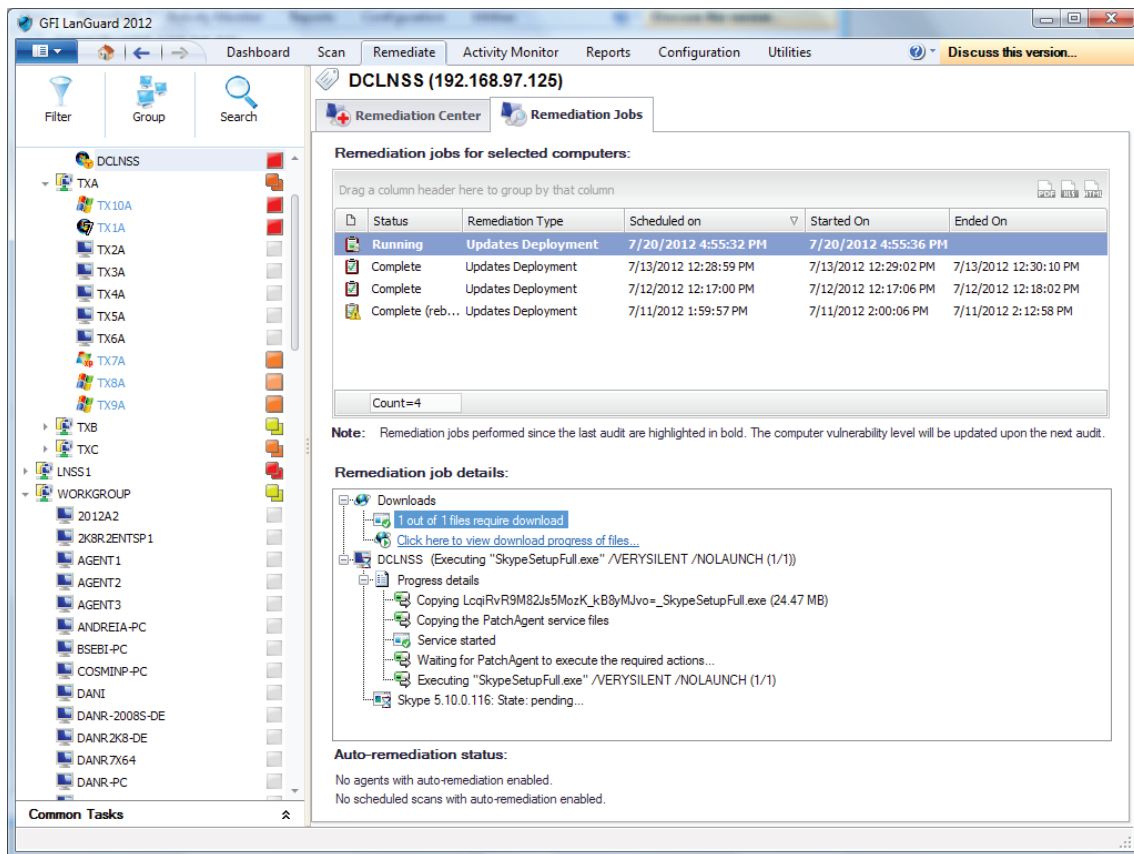 GFI LanGuard 2012
Dashboard Scan Remediate Activity Monitor Reports Configuration Utilities Discuss this version...
Filter Group Search
DCLNSS
TXA
TX10A
TX1A
TX2A
TX3A
TX4A
TX5A
TX6A
TX7A
TX8A
TX9A
TXB
TXC
LNSS1
WORKGROUP
2012A2
2K8R2ENTSP1
AGENT1
AGENT2
AGENT3
ANDREIA-PC
BSEBI-PC
COSMINP-PC
DANI
DANR-2008S-DE
DANR2K8-DE
DANR7X64
DANR-PC
Common Tasks
DCLNSS (192.168.97.125)
Remediation Center Remediation Jobs
Remediation jobs for selected computers:
Drag a column header here to group by that column PDF XLS HTML
Status Remediation Type Scheduled on Started On Ended On
Running Updates Deployment 7/20/2012 4:55:32 PM 7/20/2012 4:55:36 PM
Complete Updates Deployment 7/13/2012 12:28:59 PM 7/13/2012 12:29:02 PM 7/13/2012 12:30:10 PM
Complete Updates Deployment 7/12/2012 12:17:00 PM 7/12/2012 12:17:06 PM 7/12/2012 12:18:02 PM
Complete (reb... Updates Deployment 7/11/2012 1:59:57 PM 7/11/2012 2:00:06 PM 7/11/2012 2:12:58 PM
Count=4
Note: Remediation jobs performed since the last audit are highlighted in bold. The computer vulnerability level will be updated upon the next audit.
Remediation job details:
Downloads
1 out of 1 files require download
Click here to view download progress of files...
DCLNSS (Executing "SkypeSetupFull.exe" /VERYSILENT /NOLAUNCH (1/1))
Progress details
Copying LcqiRvR9M82Js5MozK_kB8yMJvo=_SkypeSetupFull.exe (24.47 MB)
Copying the PatchAgent service files
Service started
Waiting for PatchAgent to execute the required actions...
Executing "SkypeSetupFull.exe" /VERYSILENT /NOLAUNCH (1/1)
Skype 5.10.0.116: State: pending...
Auto-remediation status:
No agents with auto-remediation enabled.
No scheduled scans with auto-remediation enabled.